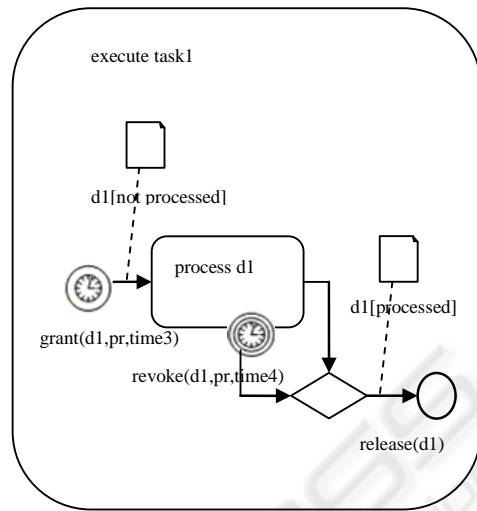 execute task1
d1[not processed]
process d1
d1[processed]
grant(d1,pr,time3)
revoke(d1,pr,time4)
release(d1)